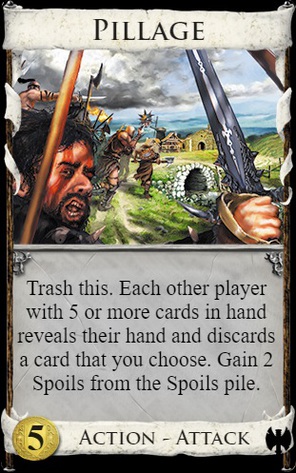 PILLAGE
Trash this. Each other player
with 5 or more cards in hand
reveals their hand and discards
a card that you choose. Gain 2
Spoils from the Spoils pile.
5 ACTION - ATTACK